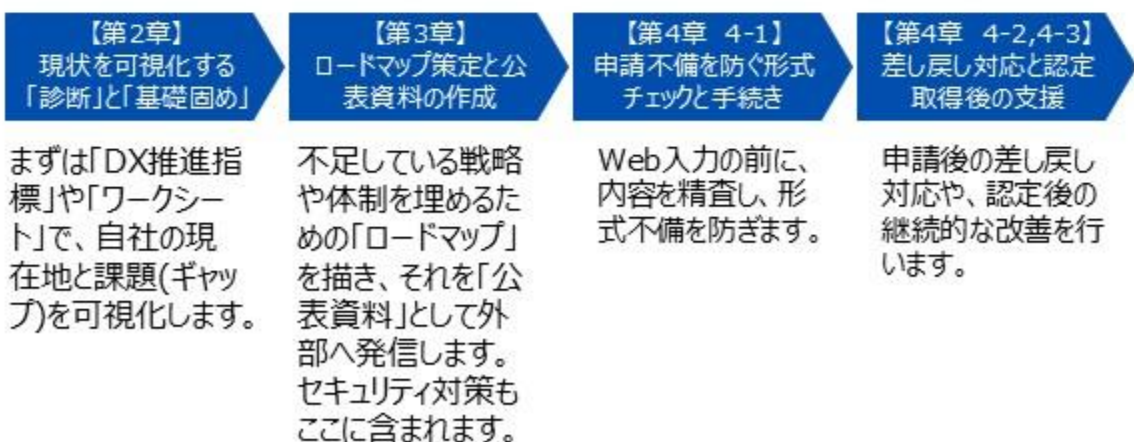 【第2章】
現状を可視化する
「診断」と「基礎固め」
まずは「DX推進指
標」や「ワークシー
ト」で、自社の現
在地と課題(ギャッ
プ)を可視化します。
【第3章】
ロードマップ策定と公
表資料の作成
不足している戦略
や体制を埋めるた
めの「ロードマップ」
を描き、それを「公
表資料」として外
部へ発信します。
セキュリティ対策も
ここに含まれます。
【第4章 4-1】
申請不備を防ぐ形式
チェックと手続き
Web入力の前に、
内容を精査し、形
式不備を防ぎます。
【第4章 4-2,4-3】
差し戻し対応と認定
取得後の支援
申請後の差し戻し
対応や、認定後の
継続的な改善を行
います。